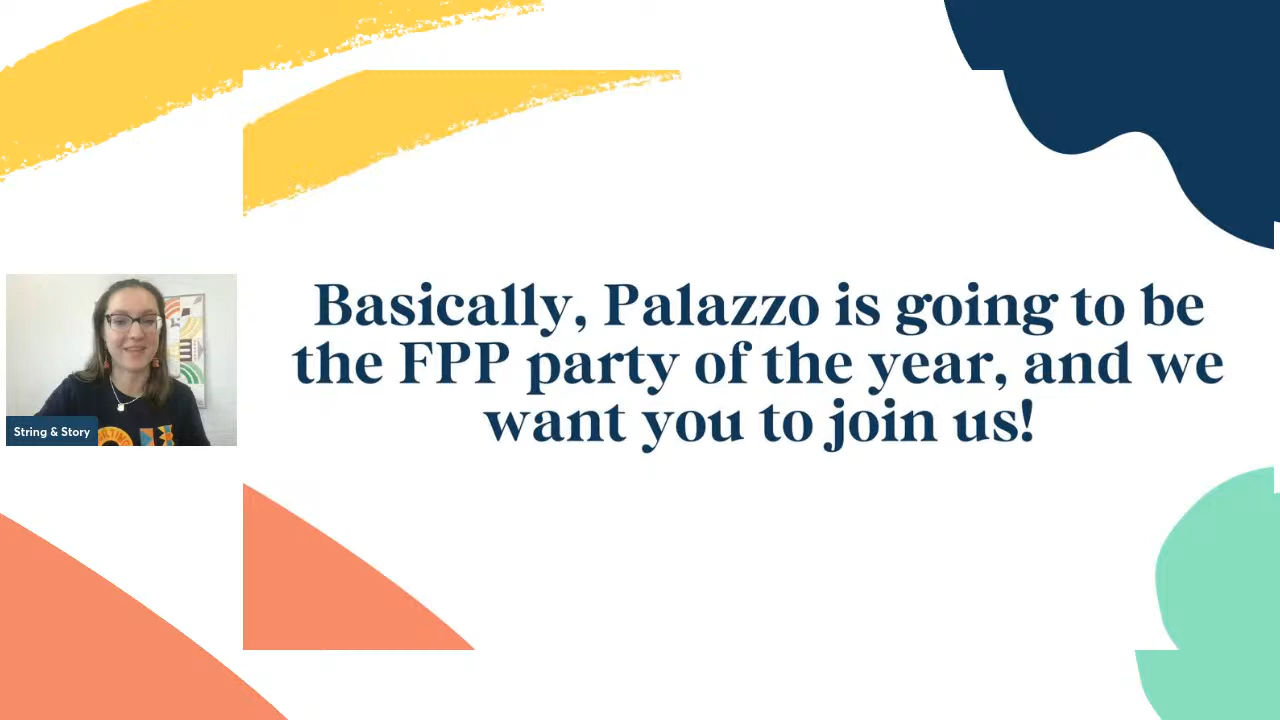 Basically, Palazzo is going to be
the FPP party of the year, and we
want you to join us!
String & Story